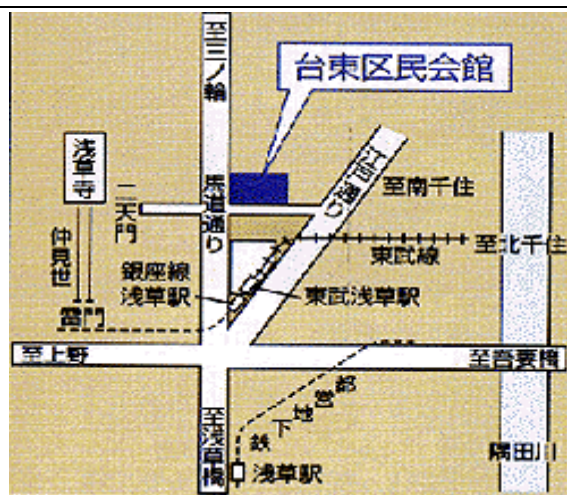 至三ノ輪
台東区民会館
浅草寺
二天門
馬道通り
江戸通り
至南千住
仲見世
東武線
至北千住
銀座線
浅草駅
東武浅草駅
雷門
至上野
至吾妻橋
至浅草橋
都営地下鉄
浅草駅
隅田川